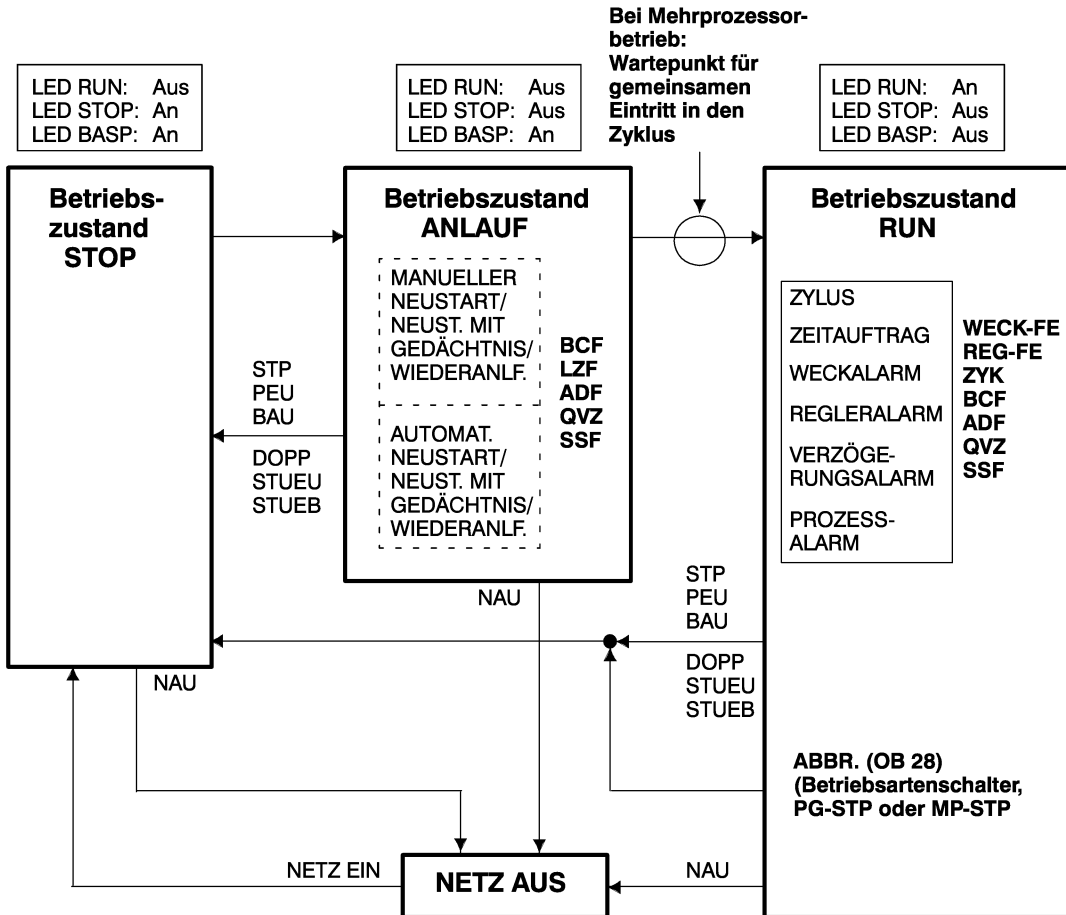 Bei Mehrprozessor-
betrieb:
Wartepunkt für
gemeinsamen
Eintritt in den
Zyklus
LED RUN: Aus
LED STOP: An
LED BASP: An
LED RUN: Aus
LED STOP: Aus
LED BASP: An
LED RUN: An
LED STOP: Aus
LED BASP: Aus
Betriebs-
zustand
STOP
Betriebszustand
ANLAUF
Betriebszustand
RUN
MANUELLER
NEUSTART/
NEUST. MIT
GEDÄCHTNIS/
WIEDERANLF.
AUTOMAT.
NEUSTART/
NEUST. MIT
GEDÄCHTNIS/
WIEDERANLF.
BCF
LZF
ADF
QVZ
SSF
STP
PEU
BAU
DOPP
STUEU
STUEB
ZYLUS
ZEITAUFTRAG
WECKALARM
REGLERALARM
VERZÖGE-
RUNGSALARM
PROZESS-
ALARM
WECK-FE
REG-FE
ZYK
BCF
ADF
QVZ
SSF
NAU
STP
PEU
BAU
DOPP
STUEU
STUEB
NAU
ABBR. (OB 28)
(Betriebsartenschalter,
PG-STP oder MP-STP
NETZ EIN
NETZ AUS
NAU